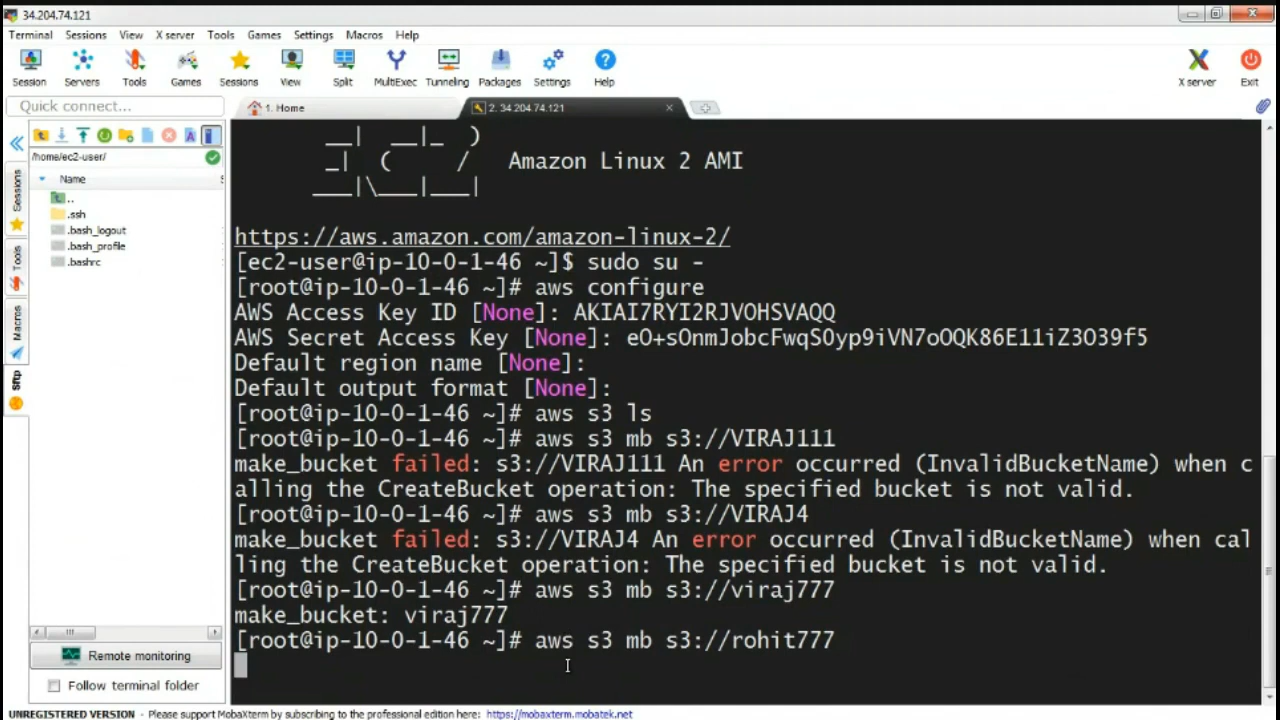 34.204.74.121
Terminal Sessions View X server Tools Games Settings Macros Help
Session Servers Tools Games Sessions View Split MultiExec Tunneling Packages Settings Help X server Exit
Quick connect...
1. Home
2. 34.204.74.121
/home/ec2-user/
Name
..
.ssh
.bash_logout
.bash_profile
.bashrc
Sessions
Tools
Macros
Sftp
Remote monitoring
Follow terminal folder
__| __|_ )
_| ( / Amazon Linux 2 AMI
___|\___|___|
https://aws.amazon.com/amazon-linux-2/
[ec2-user@ip-10-0-1-46 ~]$ sudo su -
[root@ip-10-0-1-46 ~]# aws configure
AWS Access Key ID [None]: AKIAI7RYI2RJVOHSVAQQ
AWS Secret Access Key [None]: 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
Default region name [None]:
Default output format [None]:
[root@ip-10-0-1-46 ~]# aws s3 ls
[root@ip-10-0-1-46 ~]# aws s3 mb s3://VIRAJ111
make_bucket failed: s3://VIRAJ111 An error occurred (InvalidBucketName) when c
alling the CreateBucket operation: The specified bucket is not valid.
[root@ip-10-0-1-46 ~]# aws s3 mb s3://VIRAJ4
make_bucket failed: s3://VIRAJ4 An error occurred (InvalidBucketName) when cal
ling the CreateBucket operation: The specified bucket is not valid.
[root@ip-10-0-1-46 ~]# aws s3 mb s3://viraj777
make_bucket: viraj777
[root@ip-10-0-1-46 ~]# aws s3 mb s3://rohit777
UNREGISTERED VERSION - Please support MobaXterm by subscribing to the professional edition here: https://mobaxterm.mobatek.net